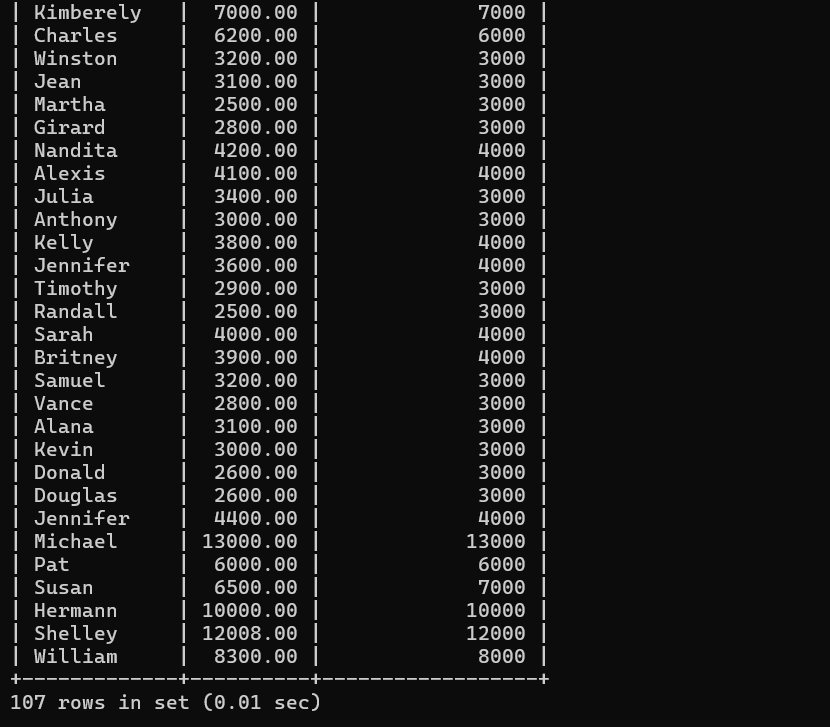 | Kimberely   |  7000.00 |             7000 |
| Charles     |  6200.00 |             6000 |
| Winston     |  3200.00 |             3000 |
| Jean        |  3100.00 |             3000 |
| Martha      |  2500.00 |             3000 |
| Girard      |  2800.00 |             3000 |
| Nandita     |  4200.00 |             4000 |
| Alexis      |  4100.00 |             4000 |
| Julia       |  3400.00 |             3000 |
| Anthony     |  3000.00 |             3000 |
| Kelly       |  3800.00 |             4000 |
| Jennifer    |  3600.00 |             4000 |
| Timothy     |  2900.00 |             3000 |
| Randall     |  2500.00 |             3000 |
| Sarah       |  4000.00 |             4000 |
| Britney     |  3900.00 |             4000 |
| Samuel      |  3200.00 |             3000 |
| Vance       |  2800.00 |             3000 |
| Alana       |  3100.00 |             3000 |
| Kevin       |  3000.00 |             3000 |
| Donald      |  2600.00 |             3000 |
| Douglas     |  2600.00 |             3000 |
| Jennifer    |  4400.00 |             4000 |
| Michael     | 13000.00 |            13000 |
| Pat         |  6000.00 |             6000 |
| Susan       |  6500.00 |             7000 |
| Hermann     | 10000.00 |            10000 |
| Shelley     | 12008.00 |            12000 |
| William     |  8300.00 |             8000 |
+-------------+----------+------------------+
107 rows in set (0.01 sec)